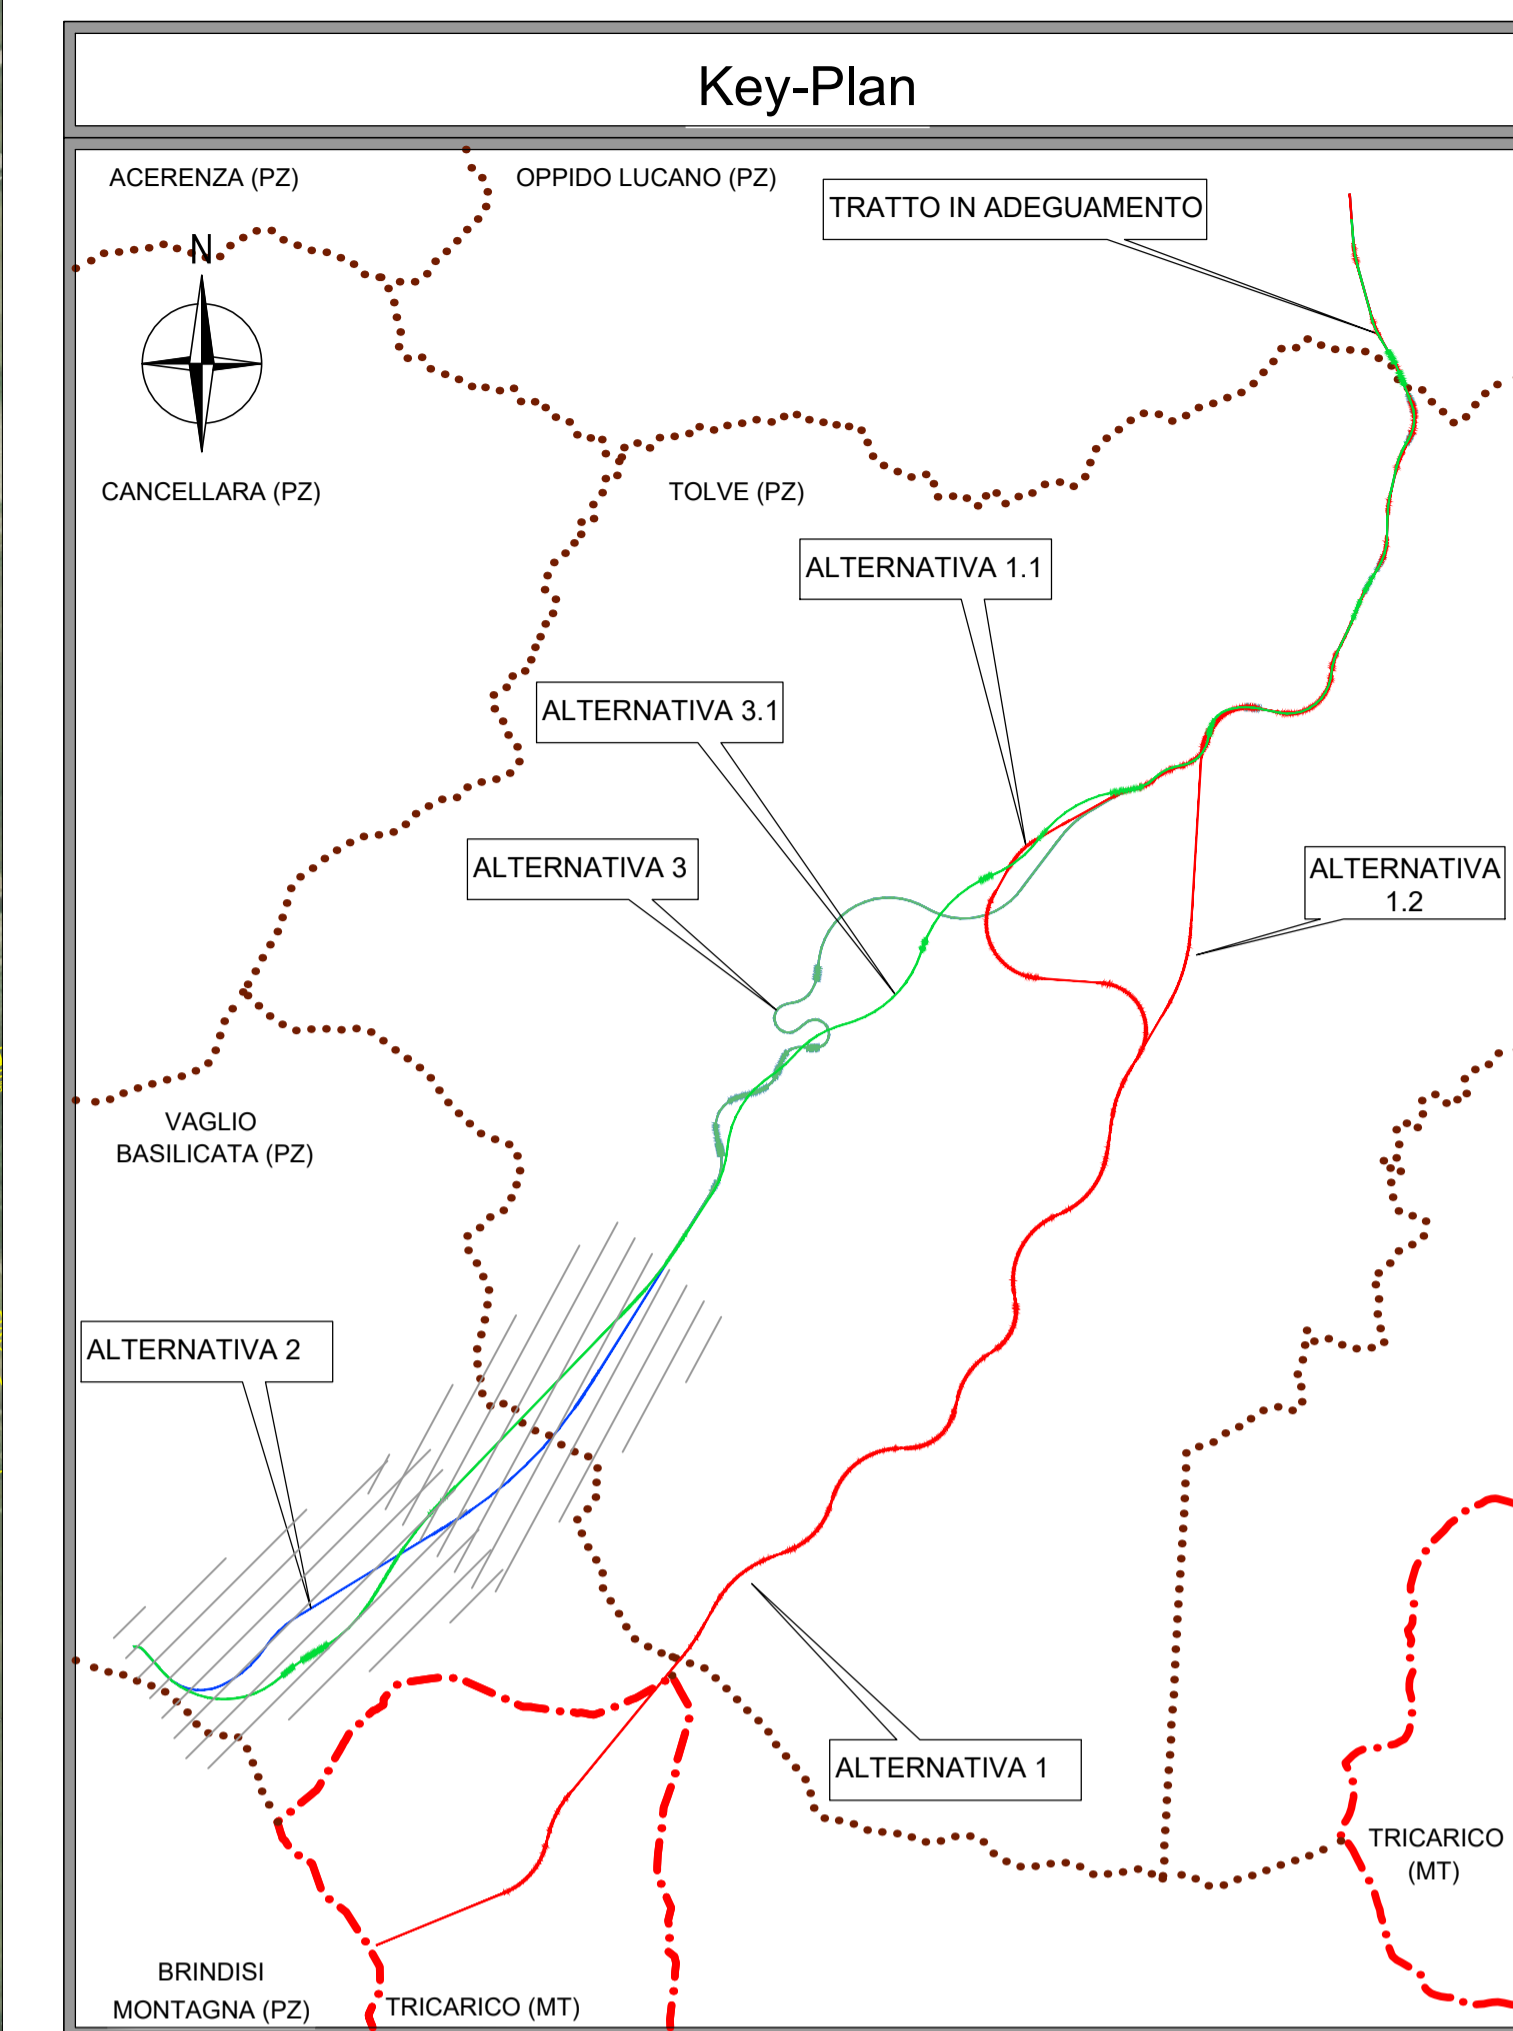 Key-Plan
ACERENZA (PZ)
OPPIDO LUCANO (PZ)
TRATTO IN ADEGUAMENTO
N
CANCELLARA (PZ)
TOLVE (PZ)
ALTERNATIVA 1.1
ALTERNATIVA 3.1
ALTERNATIVA 3
ALTERNATIVA
1.2
VAGLIO
BASILICATA (PZ)
ALTERNATIVA 2
ALTERNATIVA 1
TRICARICO
(MT)
BRINDISI
MONTAGNA (PZ)
TRICARICO (MT)